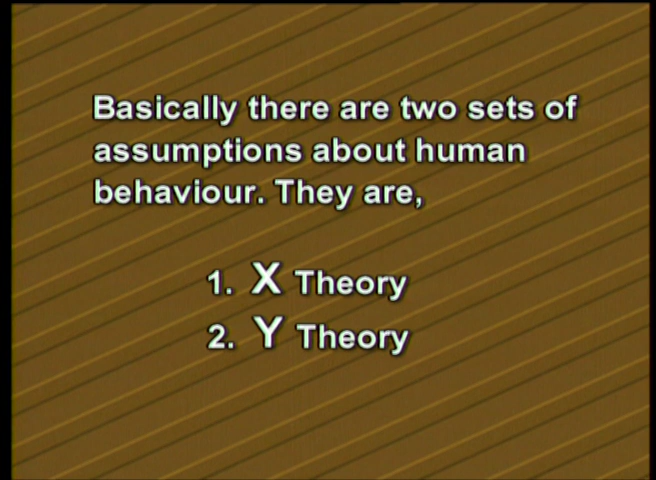 Basically there are two sets of
assumptions about human
behaviour. They are,
1. X Theory
2. Y Theory